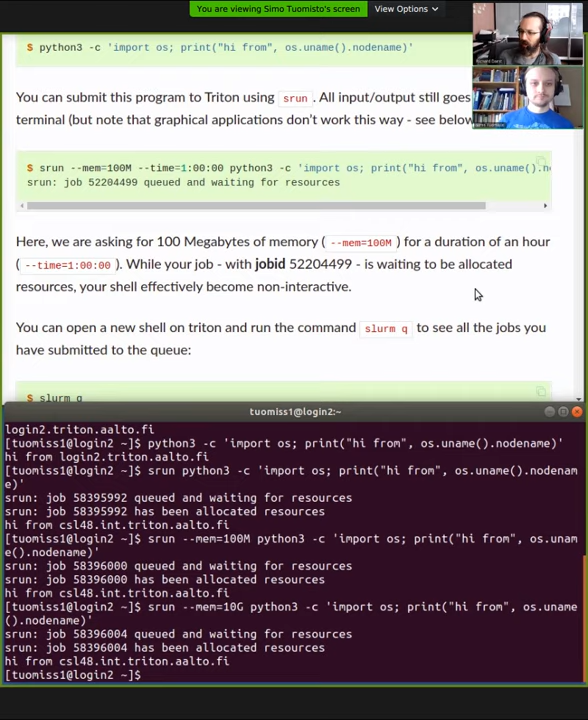 You are viewing Simo Tuomisto's screen
View Options
$ python3 -c 'import os; print("hi from", os.uname().nodename)'
You can submit this program to Triton using srun. All input/output still goes
terminal (but note that graphical applications don't work this way - see below
$ srun --mem=100M --time=1:00:00 python3 -c 'import os; print("hi from", os.uname().n
srun: job 52204499 queued and waiting for resources
Here, we are asking for 100 Megabytes of memory ( --mem=100M ) for a duration of an hour
( --time=1:00:00 ). While your job - with jobid 52204499 - is waiting to be allocated
resources, your shell effectively become non-interactive.
You can open a new shell on triton and run the command slurm q to see all the jobs you
have submitted to the queue:
$ slurm q
tuomiss1@login2:~
login2.triton.aalto.fi
[tuomiss1@login2 ~]$ python3 -c 'import os; print("hi from", os.uname().nodename)'
hi from login2.triton.aalto.fi
[tuomiss1@login2 ~]$ srun python3 -c 'import os; print("hi from", os.uname().nodenam
e)'
srun: job 58395992 queued and waiting for resources
srun: job 58395992 has been allocated resources
hi from csl48.int.triton.aalto.fi
[tuomiss1@login2 ~]$ srun --mem=100M python3 -c 'import os; print("hi from", os.unam
e().nodename)'
srun: job 58396000 queued and waiting for resources
srun: job 58396000 has been allocated resources
hi from csl48.int.triton.aalto.fi
[tuomiss1@login2 ~]$ srun --mem=10G python3 -c 'import os; print("hi from", os.uname
().nodename)'
srun: job 58396004 queued and waiting for resources
srun: job 58396004 has been allocated resources
hi from csl48.int.triton.aalto.fi
[tuomiss1@login2 ~]$